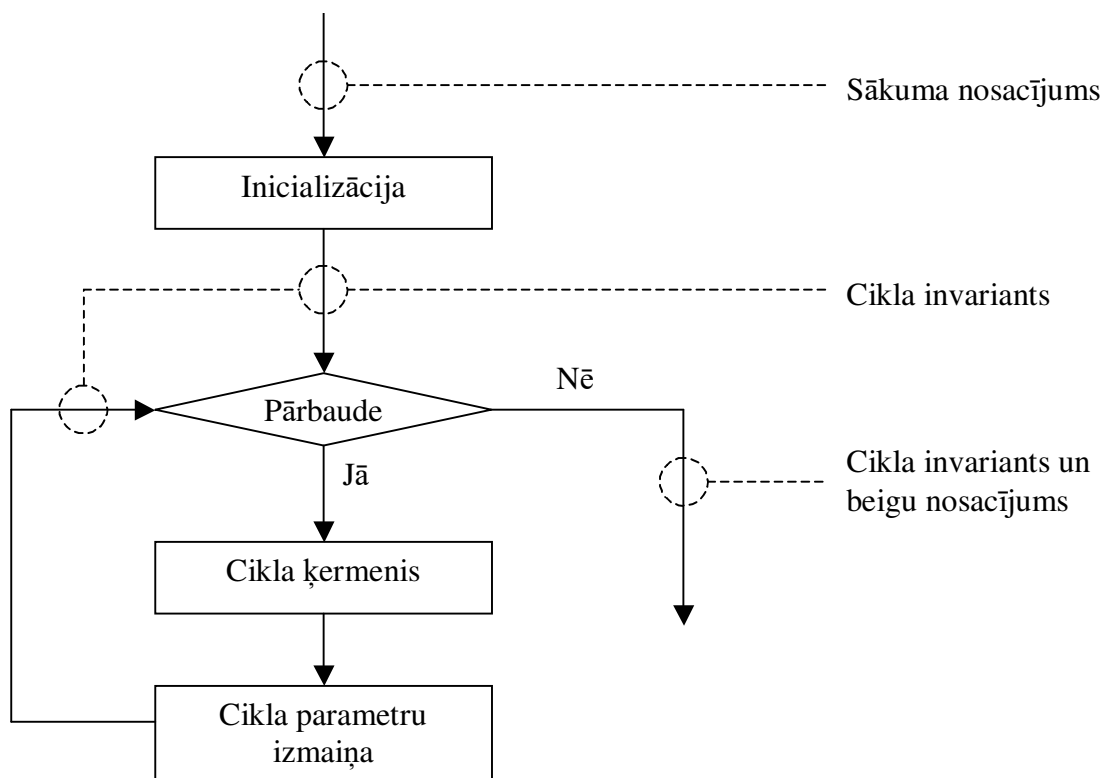 Sākuma nosacījums
Inicializācija
Cikla invariants
Nē
Pārbaude
Jā
Cikla invariants un
beigu nosacījums
Cikla ķermenis
Cikla parametru
izmaiņa